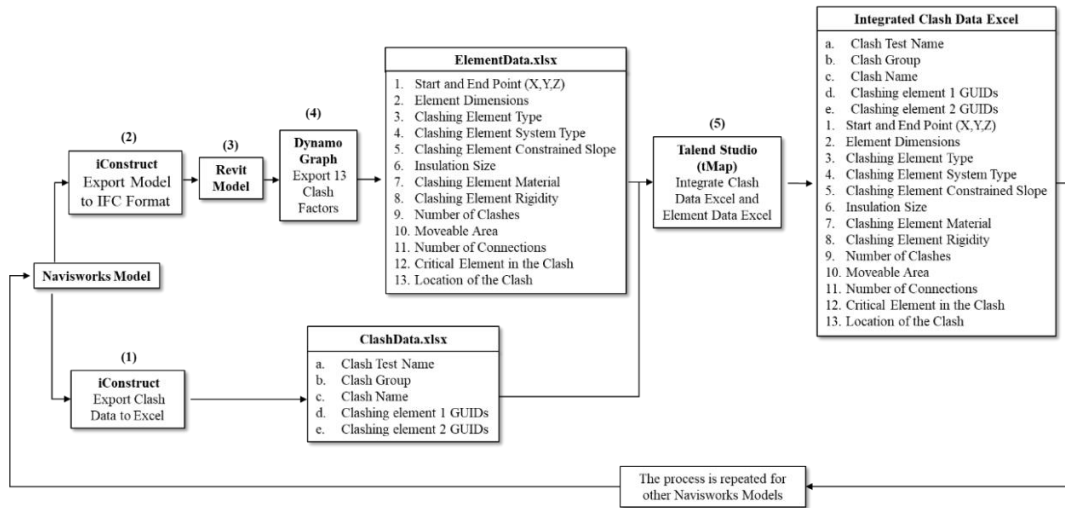 Navisworks Model
(2)
iConstruct
Export Model
to IFC Format
(3)
Revit
Model
(4)
Dynamo
Graph
Export 13
Clash
Factors
ElementData.xlsx
1. Start and End Point (X,Y,Z)
2. Element Dimensions
3. Clashing Element Type
4. Clashing Element System Type
5. Clashing Element Constrained Slope
6. Insulation Size
7. Clashing Element Material
8. Clashing Element Rigidity
9. Number of Clashes
10. Moveable Area
11. Number of Connections
12. Critical Element in the Clash
13. Location of the Clash
(1)
iConstruct
Export Clash
Data to Excel
ClashData.xlsx
a. Clash Test Name
b. Clash Group
c. Clash Name
d. Clashing element 1 GUIDs
e. Clashing element 2 GUIDs
(5)
Talend Studio
(tMap)
Integrate Clash
Data Excel and
Element Data Excel
Integrated Clash Data Excel
a. Clash Test Name
b. Clash Group
c. Clash Name
d. Clashing element 1 GUIDs
e. Clashing element 2 GUIDs
1. Start and End Point (X,Y,Z)
2. Element Dimensions
3. Clashing Element Type
4. Clashing Element System Type
5. Clashing Element Constrained Slope
6. Insulation Size
7. Clashing Element Material
8. Clashing Element Rigidity
9. Number of Clashes
10. Moveable Area
11. Number of Connections
12. Critical Element in the Clash
13. Location of the Clash
The process is repeated for
other Navisworks Models